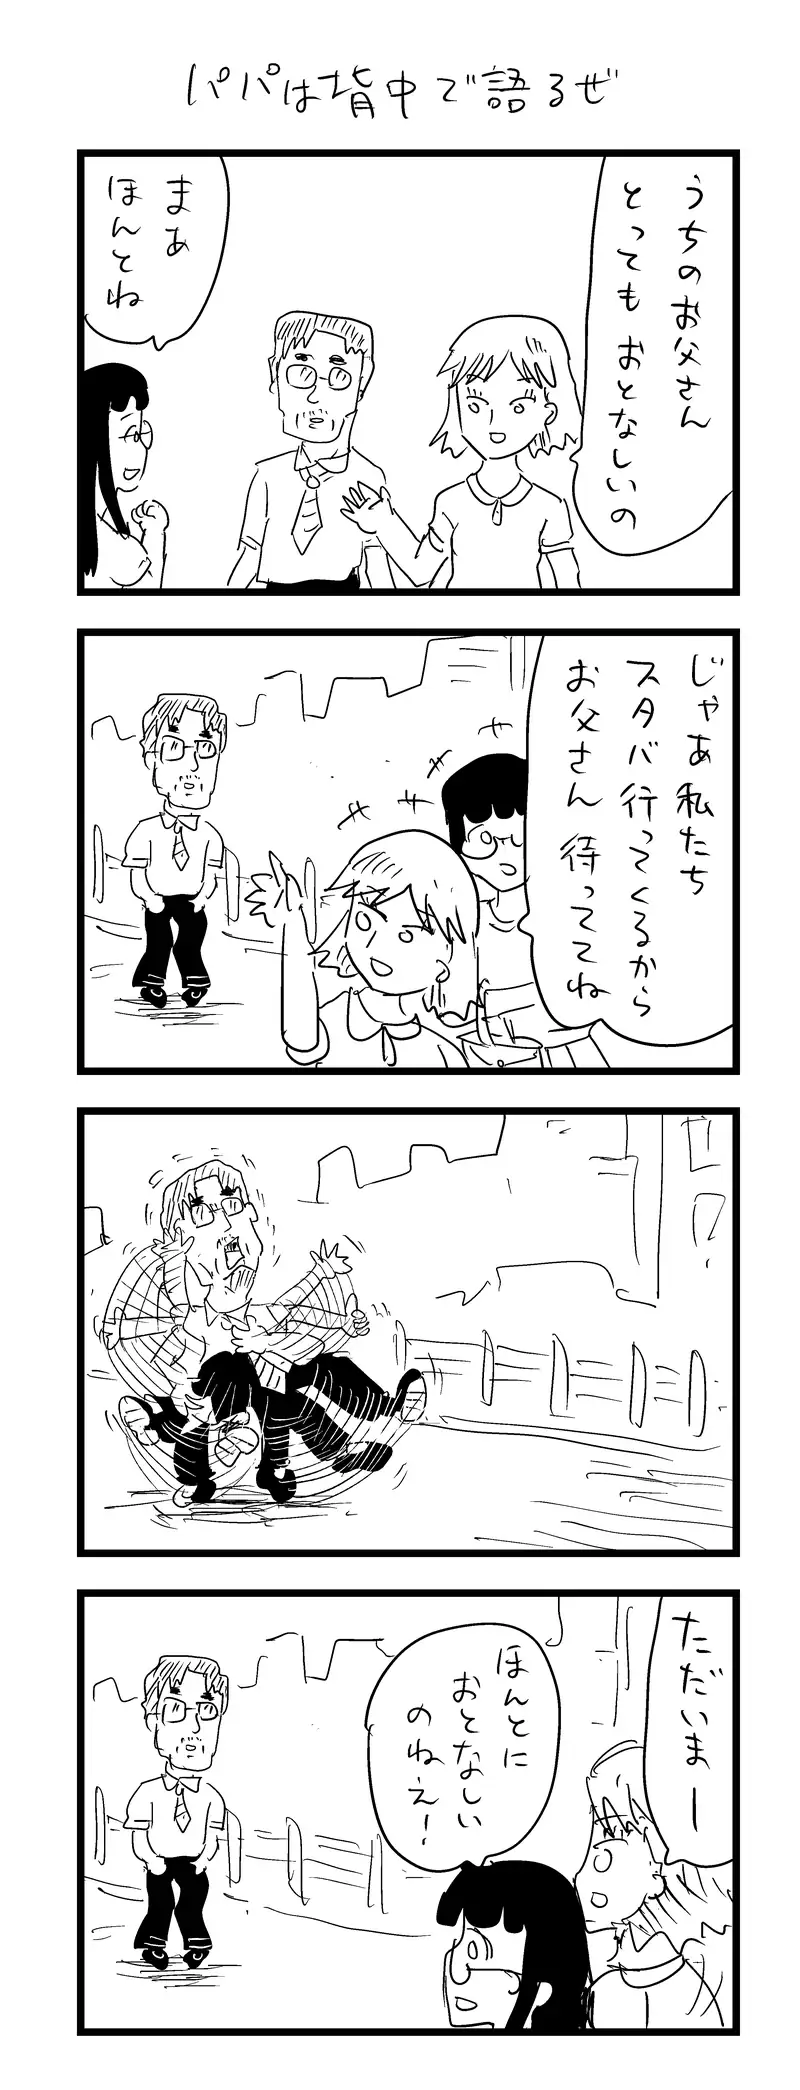 パパは背中で語るぜ
うちのお父さん
とっても おとなしいの
まあ
ほんとね
じゃあ私たち
スタバ行ってくるから
お父さん 待っててね
ただいまー
ほんとに
おとなしい
のねえ!